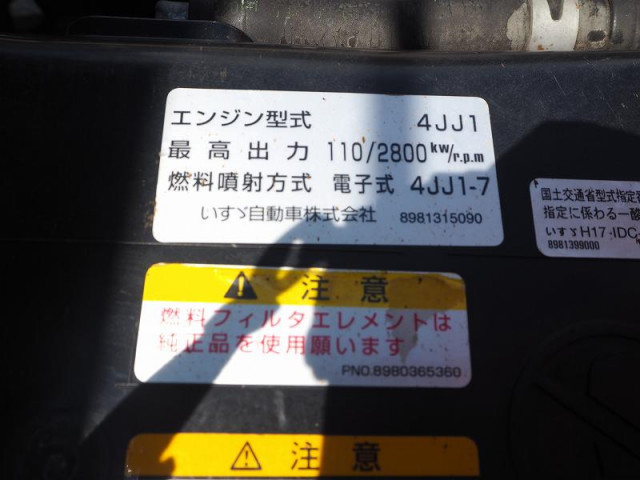 エンジン型式 4JJ1
最高出力 110/2800kw/r.p.m
燃料噴射方式 電子式 4JJ1-7
いすゞ自動車株式会社 8981315090
国土交通省型式指定
指定に係わる一酸
いすゞH17-IDC-
8981399000
注意
燃料フィルタエレメントは
純正品を使用願います
PNO.8980365360
注意